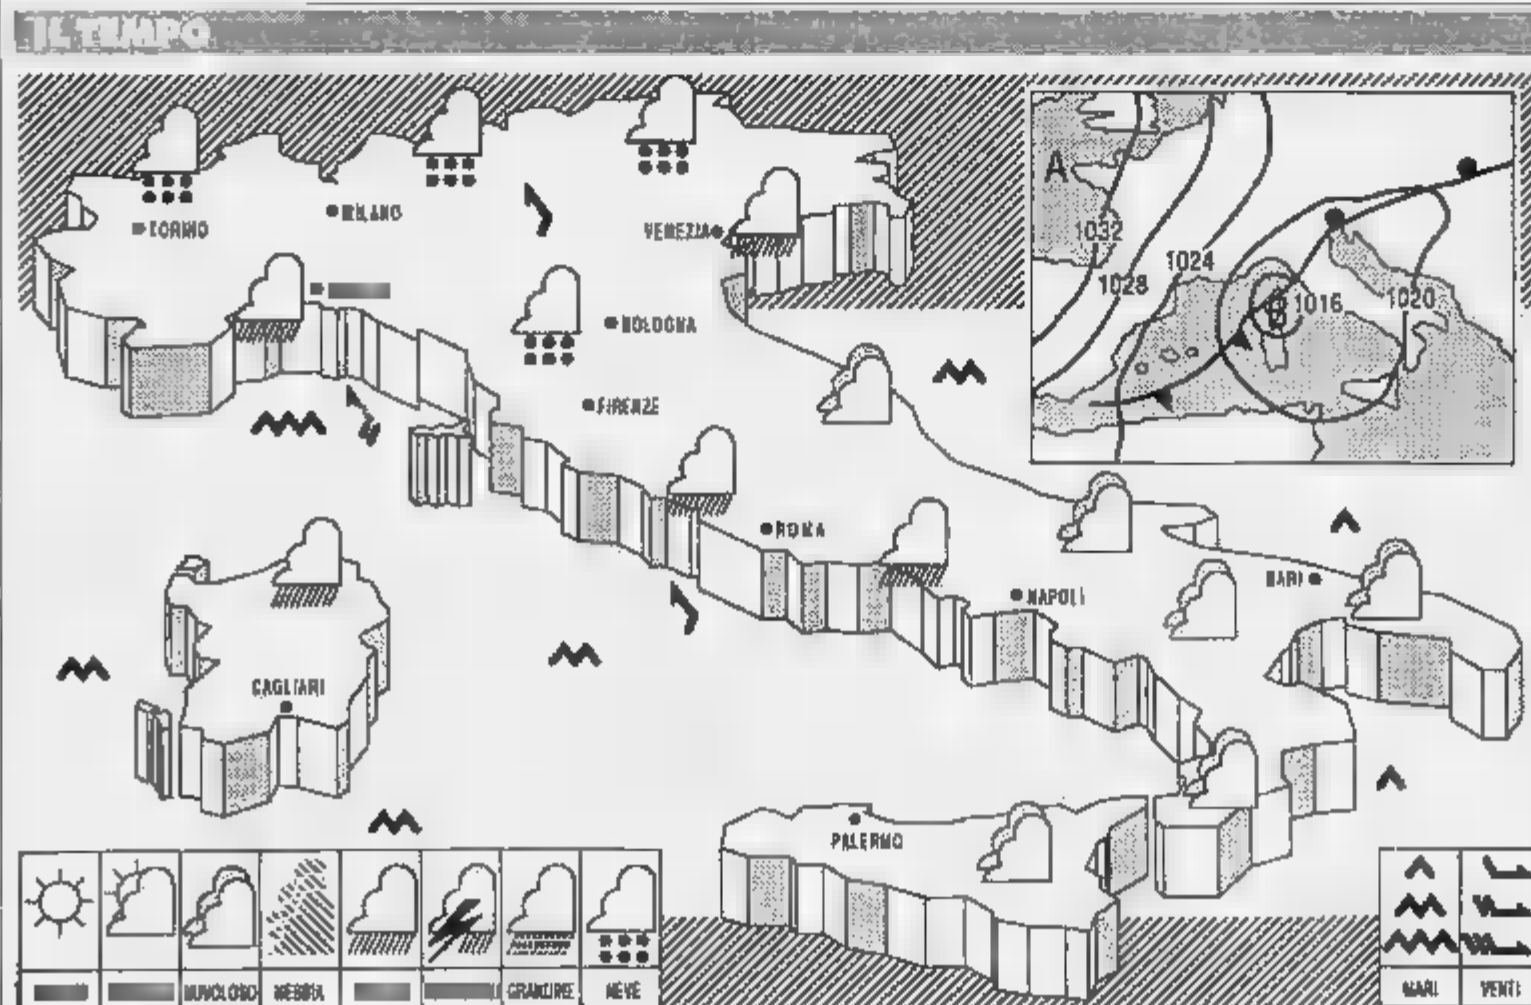 IL TEMPO
TORINO
MILANO
VENEZIA
BOLOGNA
FIRENZE
ROMA
NAPOLI
BARI
CAGLIARI
PALERMO
A
1032
1028
1024
1016
1020
NUVOLOSO
GRANDINE
NEVE
MARI
VENTI